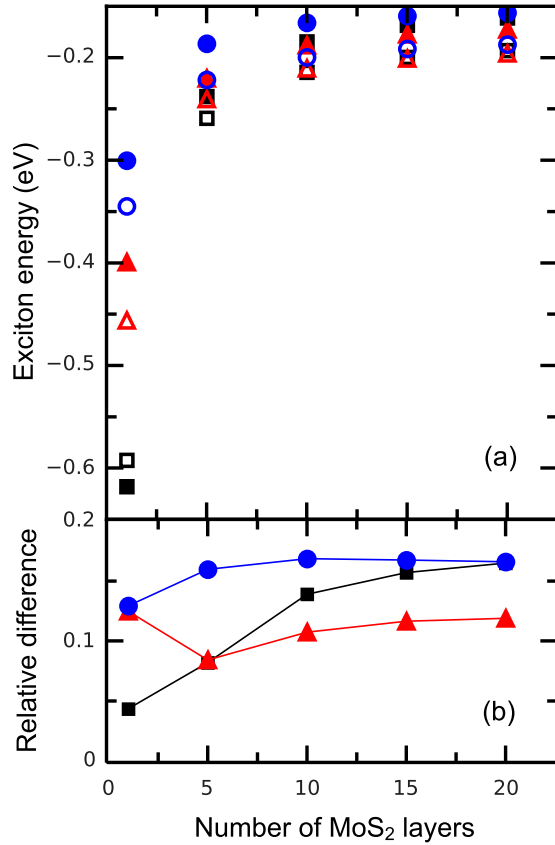 −0.2
−0.3
−0.4
−0.5
−0.6
Exciton energy (eV)
(a)
0.2
0.1
0
Relative difference
(b)
0 5 10 15 20
Number of MoS2 layers